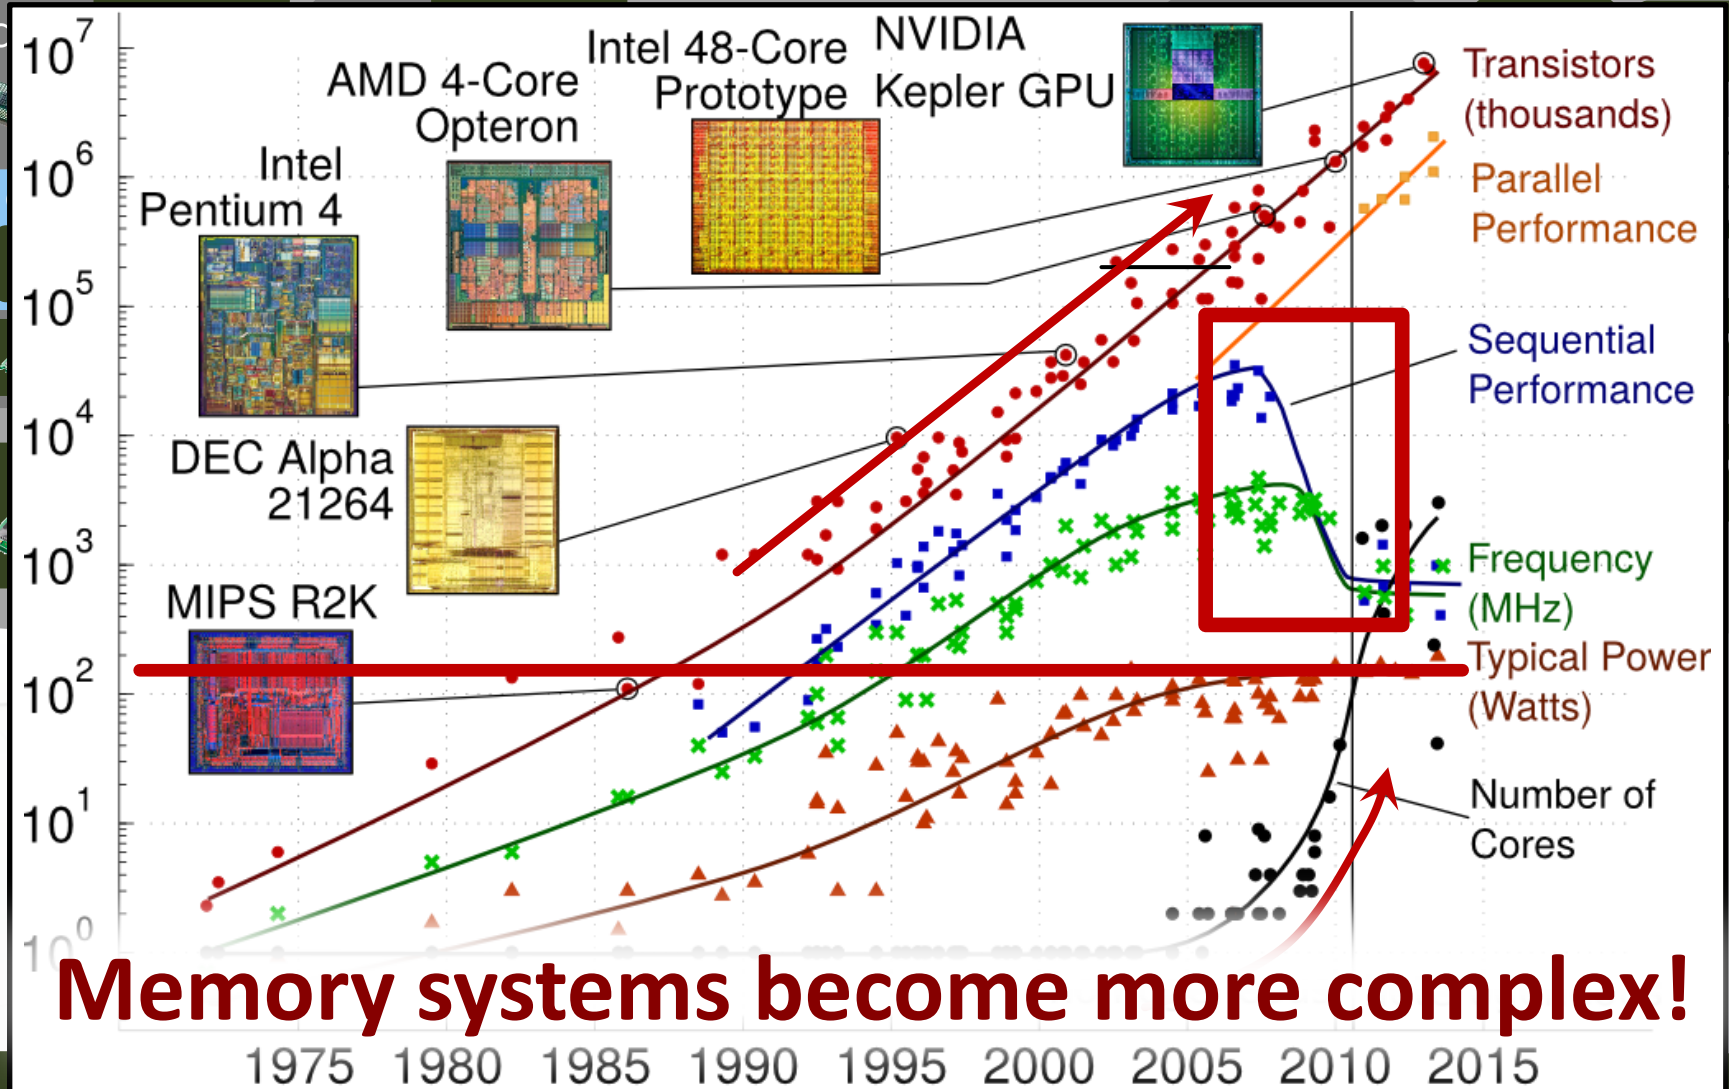 10^7
10^6
10^5
10^4
10^3
10^2
10^1
10^0
Intel
Pentium 4
AMD 4-Core
Opteron
Intel 48-Core
Prototype
NVIDIA
Kepler GPU
DEC Alpha
21264
MIPS R2K
Transistors
(thousands)
Parallel
Performance
Sequential
Performance
Frequency
(MHz)
Typical Power
(Watts)
Number of
Cores
Memory systems become more complex!
1975 1980 1985 1990 1995 2000 2005 2010 2015